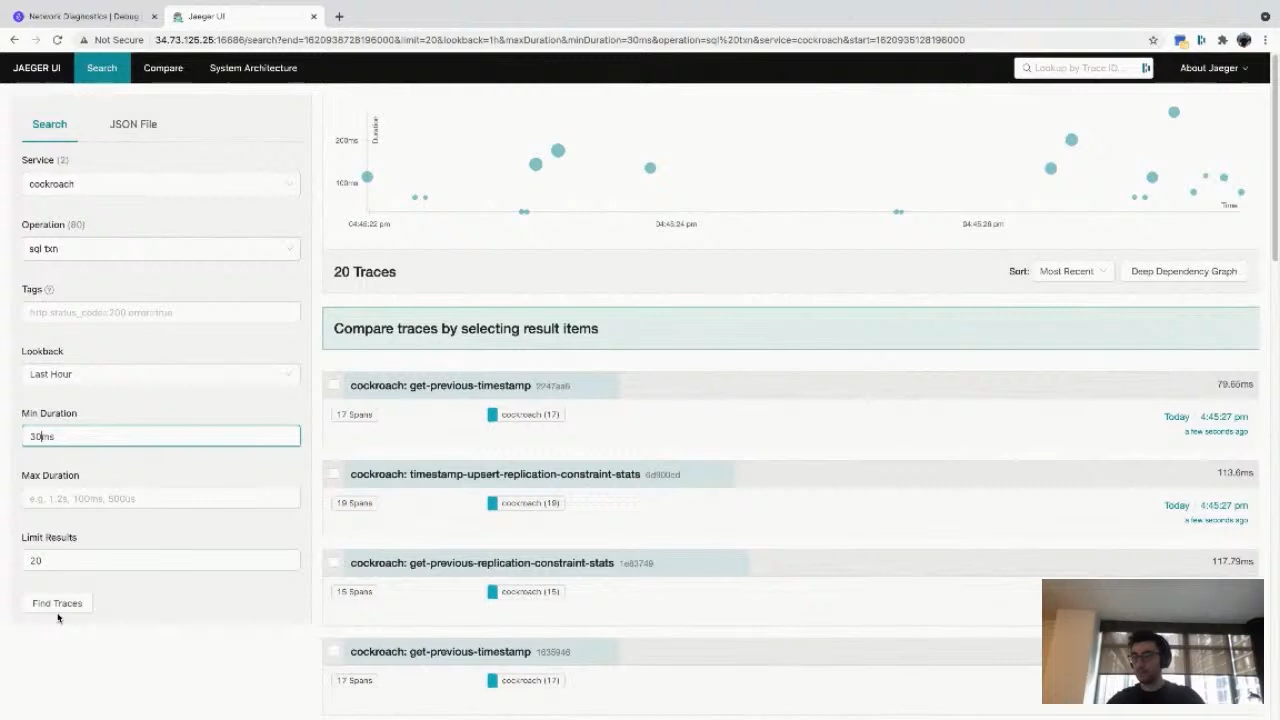 Network Diagnostics | Debug
Jaeger UI
Not Secure
34.73.125.25:16686/search?end=1620938728196000&limit=20&lookback=1h&maxDuration&minDuration=30ms&operation=sql%20txn&service=cockroach&start=1620935128196000
JAEGER UI
Search
Compare
System Architecture
Lookup by Trace ID...
About Jaeger
Search
JSON File
Service (2)
cockroach
Operation (80)
sql txn
Tags
http.status_code=200 error=true
Lookback
Last Hour
Min Duration
30ms
Max Duration
e.g. 1.2s, 100ms, 500us
Limit Results
20
Find Traces
Duration
200ms
100ms
Time
04:45:22 pm
04:45:24 pm
04:45:26 pm
20 Traces
Sort:
Most Recent
Deep Dependency Graph
Compare traces by selecting result items
cockroach: get-previous-timestamp 2247aa6
79.65ms
17 Spans
cockroach (17)
Today
4:45:27 pm
a few seconds ago
cockroach: timestamp-upsert-replication-constraint-stats
113.6ms
19 Spans
cockroach (19)
Today
4:45:27 pm
a few seconds ago
cockroach: get-previous-replication-constraint-stats 1e83749
117.79ms
15 Spans
cockroach (15)
cockroach: get-previous-timestamp 1635946
17 Spans
cockroach (17)